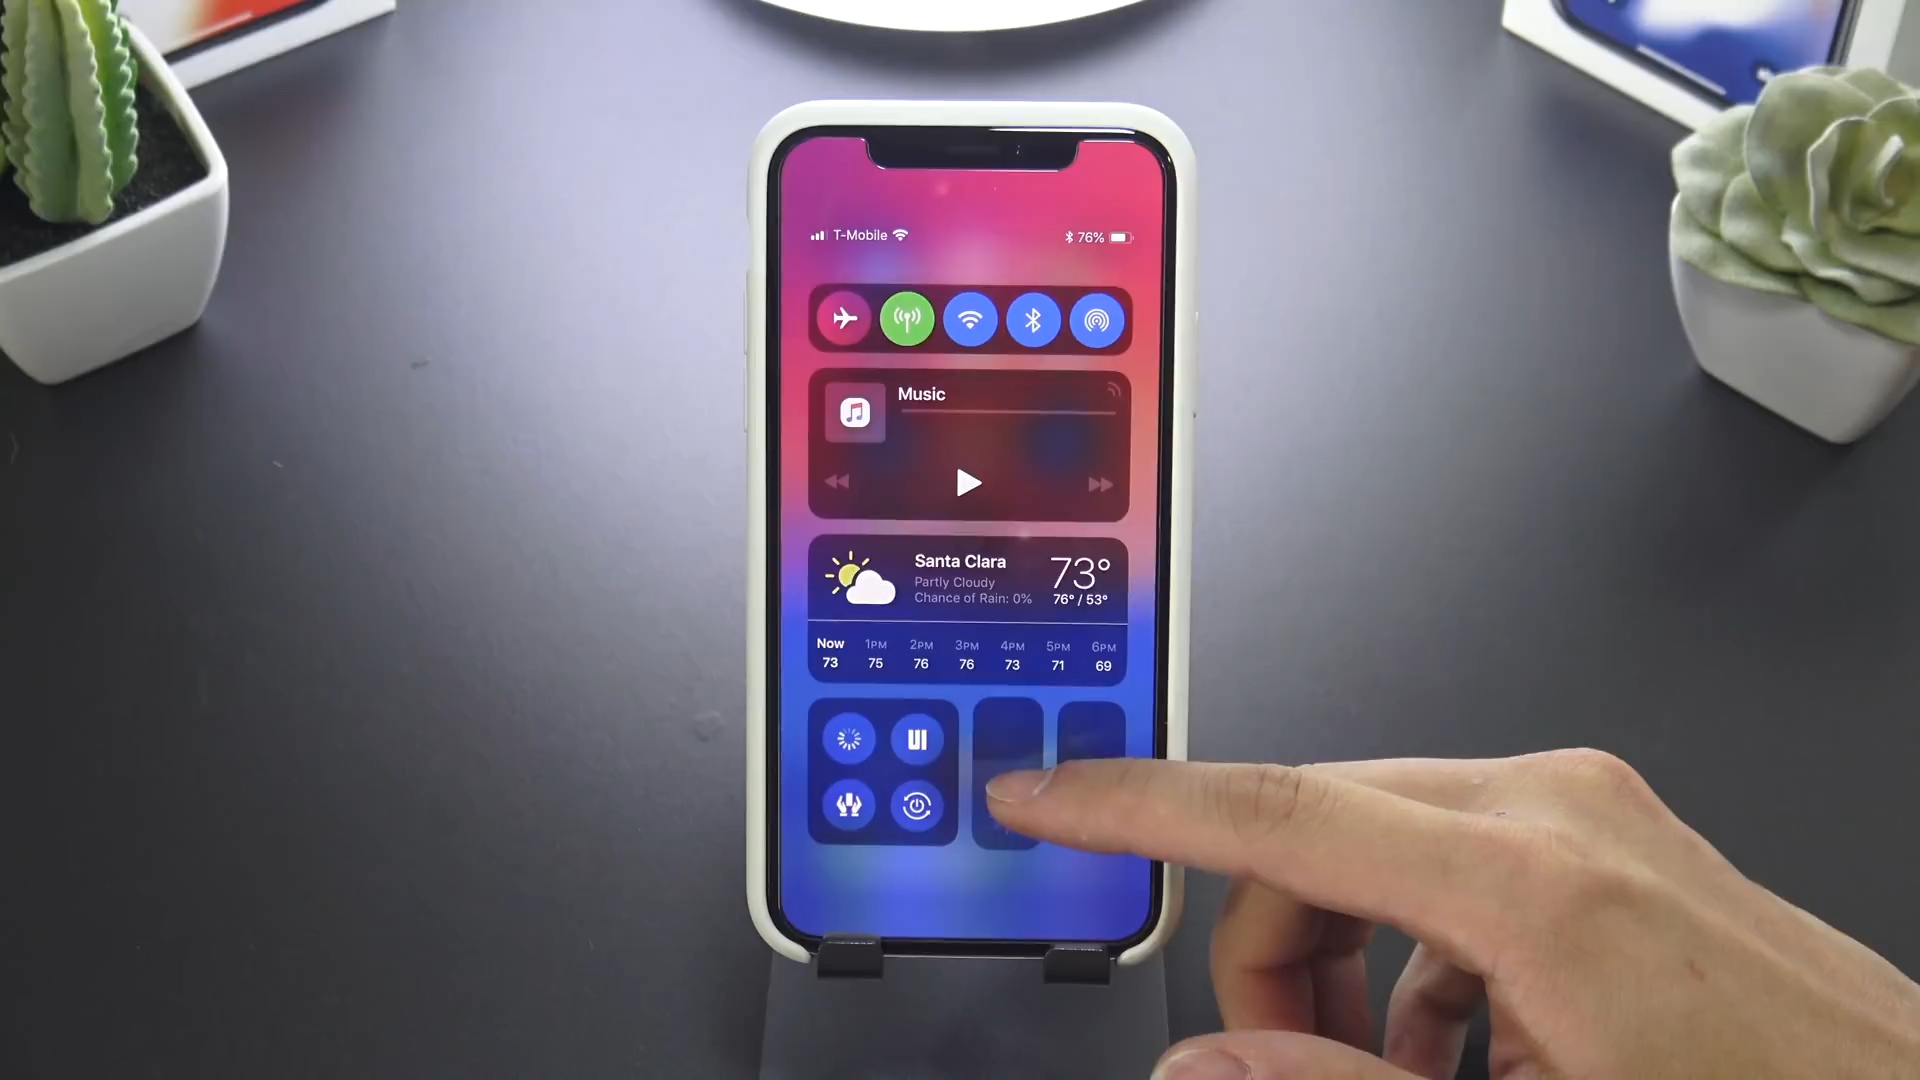 T-Mobile
76%
Music
Santa Clara
73°
Partly Cloudy
Chance of Rain: 0%
76° / 53°
Now 1PM 2PM 3PM 4PM 5PM 6PM
73 75 76 76 73 71 69
UI